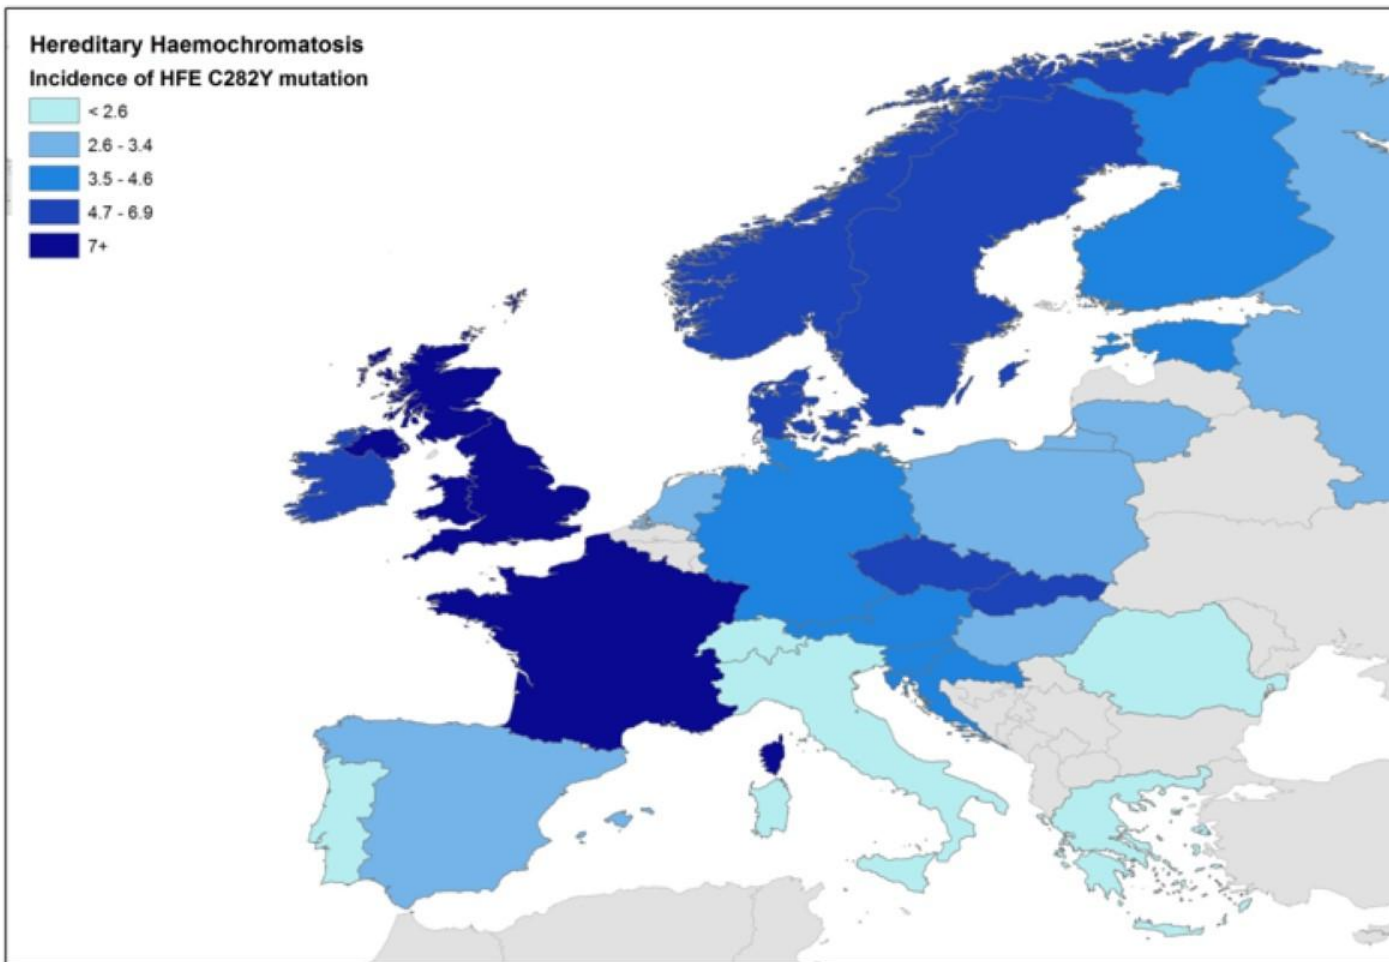 Hereditary Haemochromatosis
Incidence of HFE C282Y mutation
< 2.6
2.6 - 3.4
3.5 - 4.6
4.7 - 6.9
7+